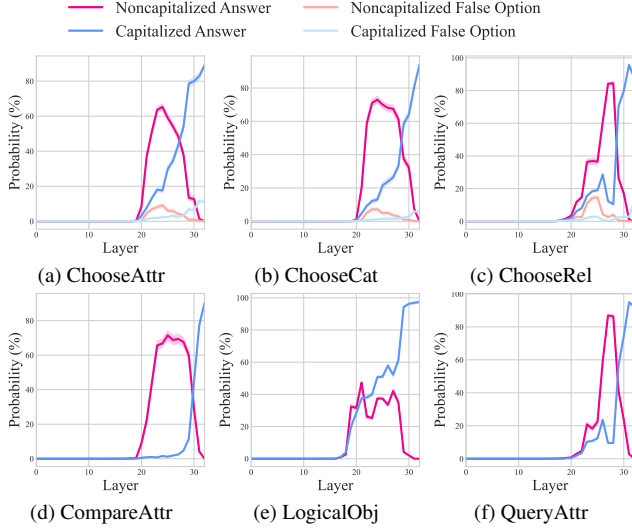 Noncapitalized Answer Noncapitalized False Option
Capitalized Answer Capitalized False Option
Probability (%)
80
60
40
20
0
0 10 20 30
Layer
(a) ChooseAttr
Probability (%)
80
60
40
20
0
0 10 20 30
Layer
(b) ChooseCat
Probability (%)
100
80
60
40
20
0
0 10 20 30
Layer
(c) ChooseRel
Probability (%)
80
60
40
20
0
0 10 20 30
Layer
(d) CompareAttr
Probability (%)
100
80
60
40
20
0
0 10 20 30
Layer
(e) LogicalObj
Probability (%)
100
80
60
40
20
0
0 10 20 30
Layer
(f) QueryAttr